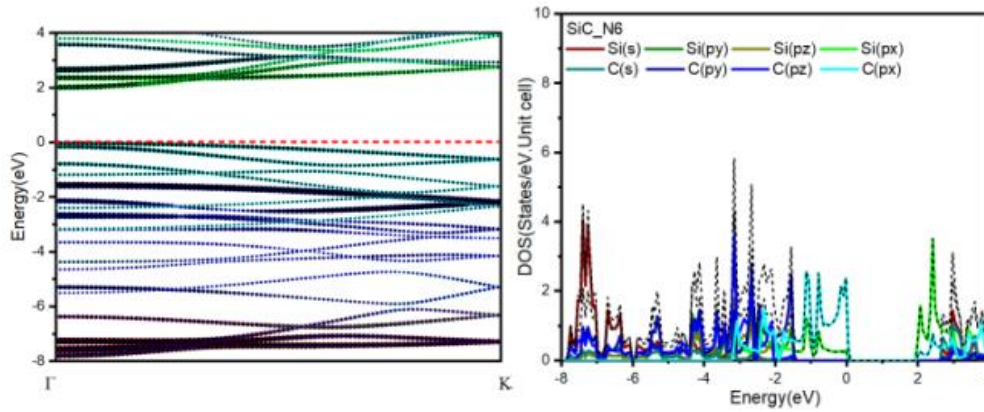 4
2
0
-2
-4
-6
-8
Energy(eV)
Γ
K
10
8
6
4
2
0
DOS(States/eV.Unit cell)
SiC_N6
Si(s) Si(py) Si(pz) Si(px)
C(s) C(py) C(pz) C(px)
-8 -6 -4 -2 0 2
Energy(eV)